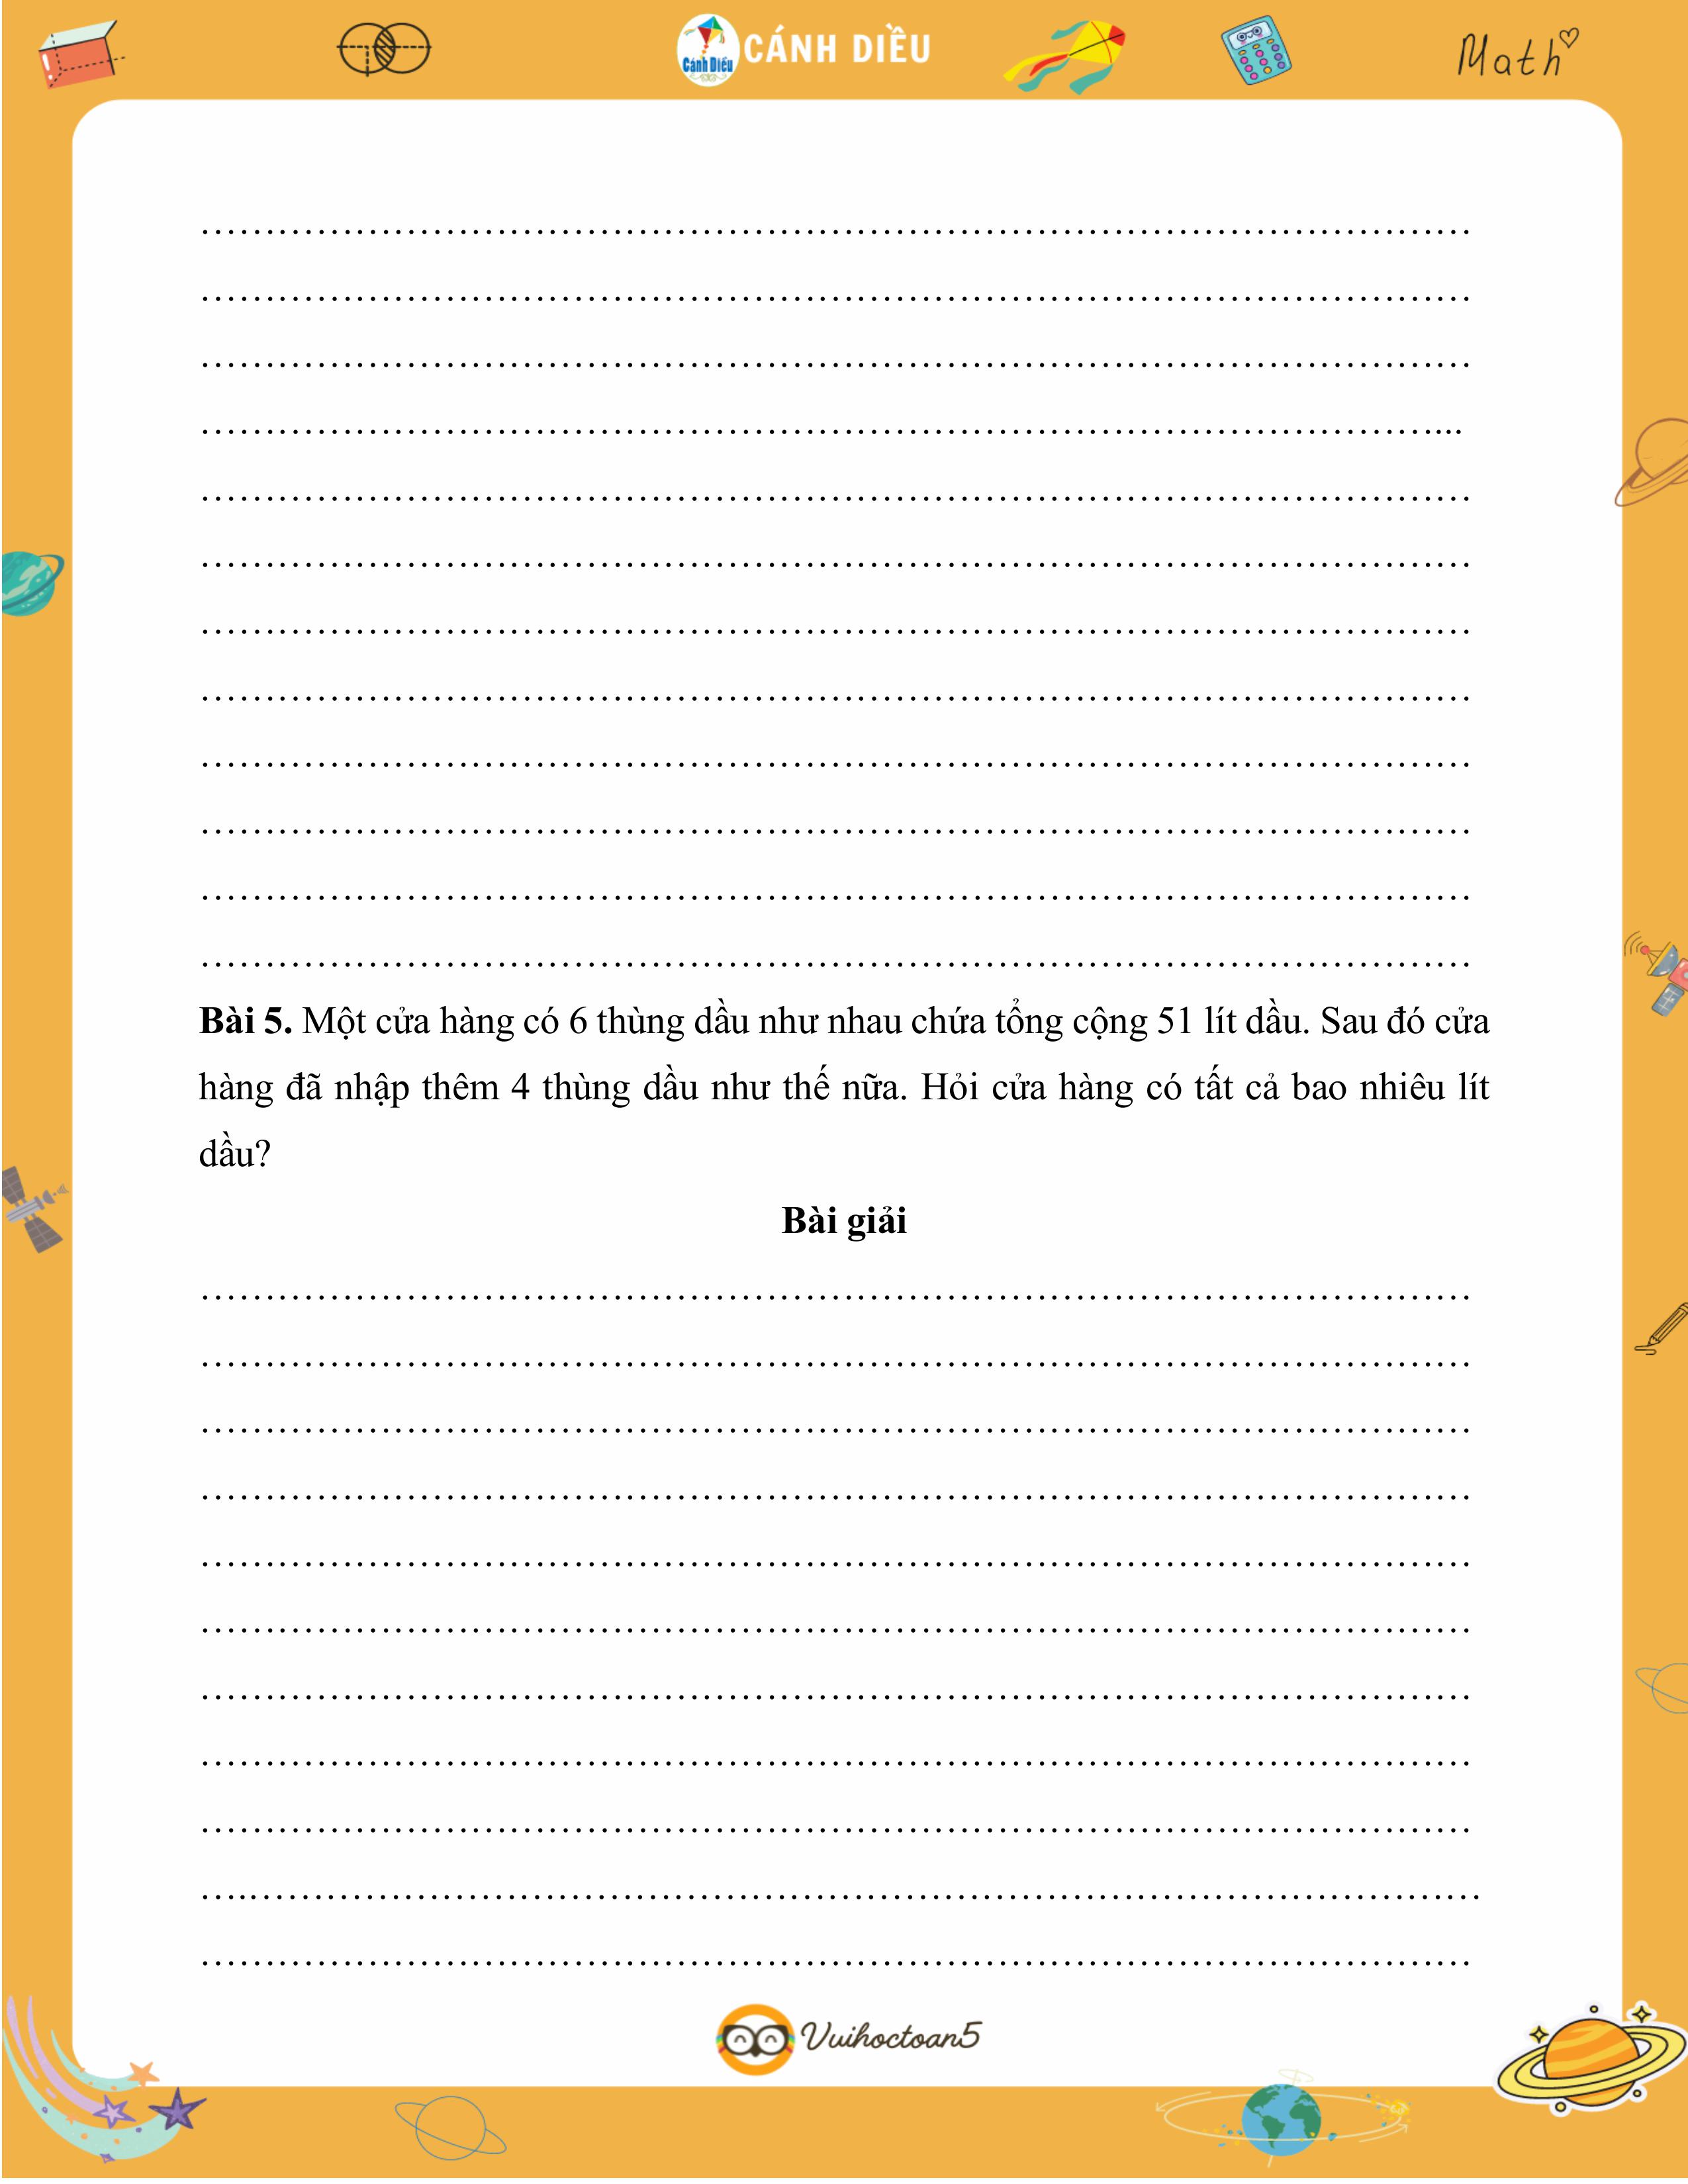 Cánh Diều
CÁNH DIỀU
Math
……………………………………………………………………………………
……………………………………………………………………………………
……………………………………………………………………………………
…………………………………………………………………………………...
……………………………………………………………………………………
……………………………………………………………………………………
……………………………………………………………………………………
……………………………………………………………………………………
……………………………………………………………………………………
……………………………………………………………………………………
……………………………………………………………………………………
……………………………………………………………………………………
Bài 5. Một cửa hàng có 6 thùng dầu như nhau chứa tổng cộng 51 lít dầu. Sau đó cửa
hàng đã nhập thêm 4 thùng dầu như thế nữa. Hỏi cửa hàng có tất cả bao nhiêu lít
dầu?
Bài giải
……………………………………………………………………………………
……………………………………………………………………………………
……………………………………………………………………………………
……………………………………………………………………………………
……………………………………………………………………………………
……………………………………………………………………………………
……………………………………………………………………………………
……………………………………………………………………………………
……………………………………………………………………………………
…..…………………………………………………………………………………
……………………………………………………………………………………
Vuihoctoan5